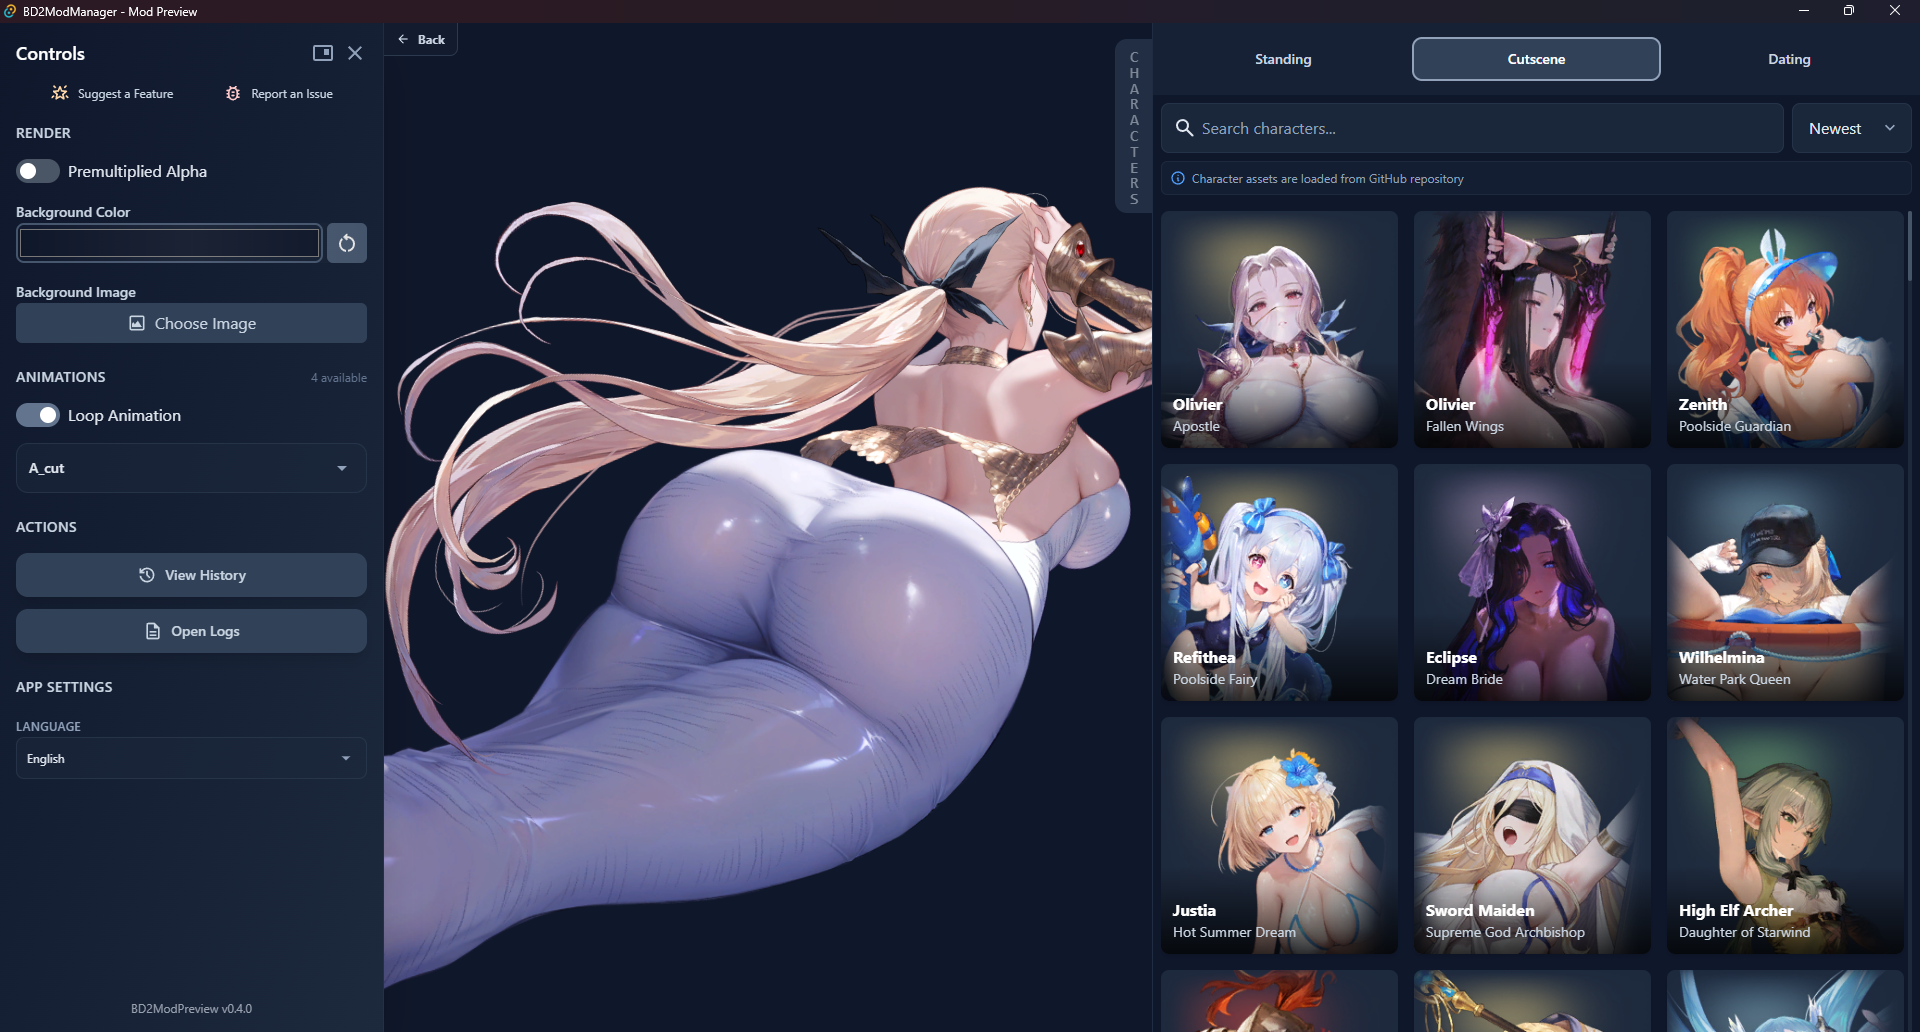 BD2ModManager - Mod Preview
Controls
Suggest a Feature
Report an Issue
RENDER
Premultiplied Alpha
Background Color
Background Image
Choose Image
ANIMATIONS
4 available
Loop Animation
A_cut
ACTIONS
View History
Open Logs
APP SETTINGS
LANGUAGE
English
BD2ModPreview v0.4.0
Back
CHARACTERS
Standing
Cutscene
Dating
Search characters...
Newest
Character assets are loaded from GitHub repository
Olivier
Apostle
Olivier
Fallen Wings
Zenith
Poolside Guardian
Refithea
Poolside Fairy
Eclipse
Dream Bride
Wilhelmina
Water Park Queen
Justia
Hot Summer Dream
Sword Maiden
Supreme God Archbishop
High Elf Archer
Daughter of Starwind